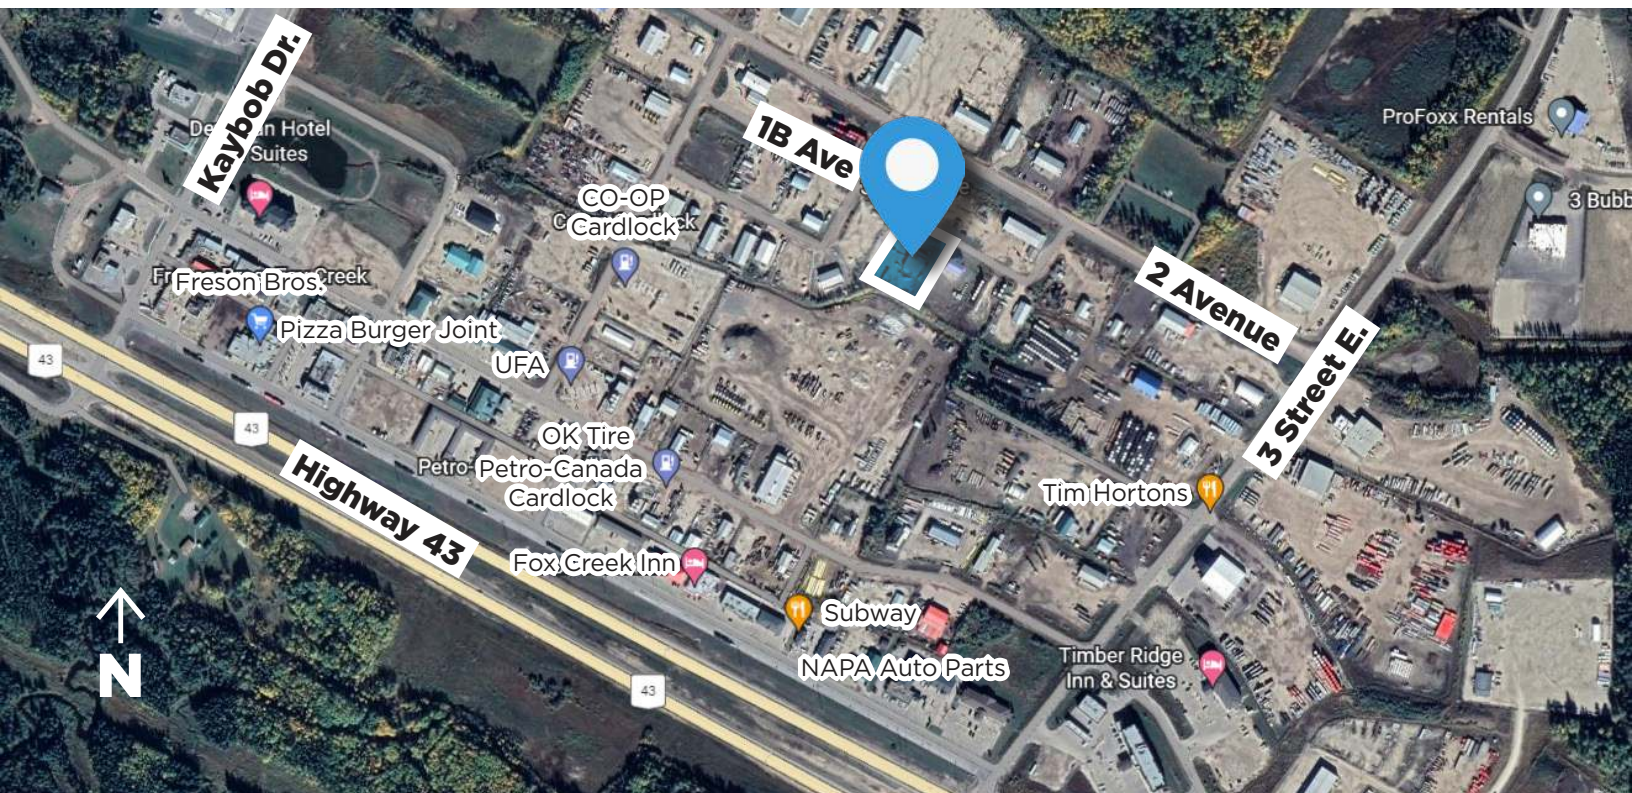 Kaybob Dr.
Hotel
Suites
1B Ave
ProFoxx Rentals
3 Bubb
CO-OP
Cardlock
Freson Bros.
Creek
Pizza Burger Joint
UFA
2 Avenue
3 Street E.
43
43
Highway 43
OK Tire
Petro-
Petro-Canada
Cardlock
Tim Hortons
Fox Creek Inn
Subway
NAPA Auto Parts
Timber Ridge
Inn & Suites
43
N